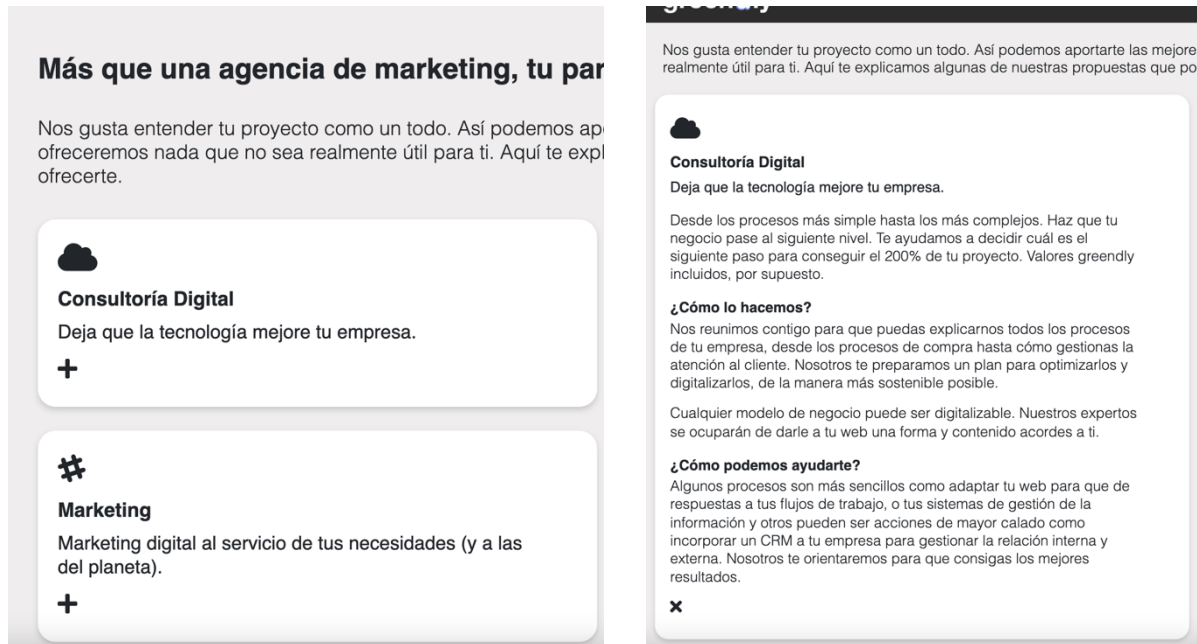 Más que una agencia de marketing, tu par
Nos gusta entender tu proyecto como un todo. Así podemos apo
ofreceremos nada que no sea realmente útil para ti. Aquí te expl
ofrecerte.
Consultoría Digital
Deja que la tecnología mejore tu empresa.
+
Marketing
Marketing digital al servicio de tus necesidades (y a las
del planeta).
+
greendly
Nos gusta entender tu proyecto como un todo. Así podemos aportarte las mejore
realmente útil para ti. Aquí te explicamos algunas de nuestras propuestas que po
Consultoría Digital
Deja que la tecnología mejore tu empresa.
Desde los procesos más simple hasta los más complejos. Haz que tu
negocio pase al siguiente nivel. Te ayudamos a decidir cuál es el
siguiente paso para conseguir el 200% de tu proyecto. Valores greendly
incluidos, por supuesto.
¿Cómo lo hacemos?
Nos reunimos contigo para que puedas explicarnos todos los procesos
de tu empresa, desde los procesos de compra hasta cómo gestionas la
atención al cliente. Nosotros te preparamos un plan para optimizarlos y
digitalizarlos, de la manera más sostenible posible.
Cualquier modelo de negocio puede ser digitalizable. Nuestros expertos
se ocuparán de darle a tu web una forma y contenido acordes a ti.
¿Cómo podemos ayudarte?
Algunos procesos son más sencillos como adaptar tu web para que de
respuestas a tus flujos de trabajo, o tus sistemas de gestión de la
información y otros pueden ser acciones de mayor calado como
incorporar un CRM a tu empresa para gestionar la relación interna y
externa. Nosotros te orientaremos para que consigas los mejores
resultados.